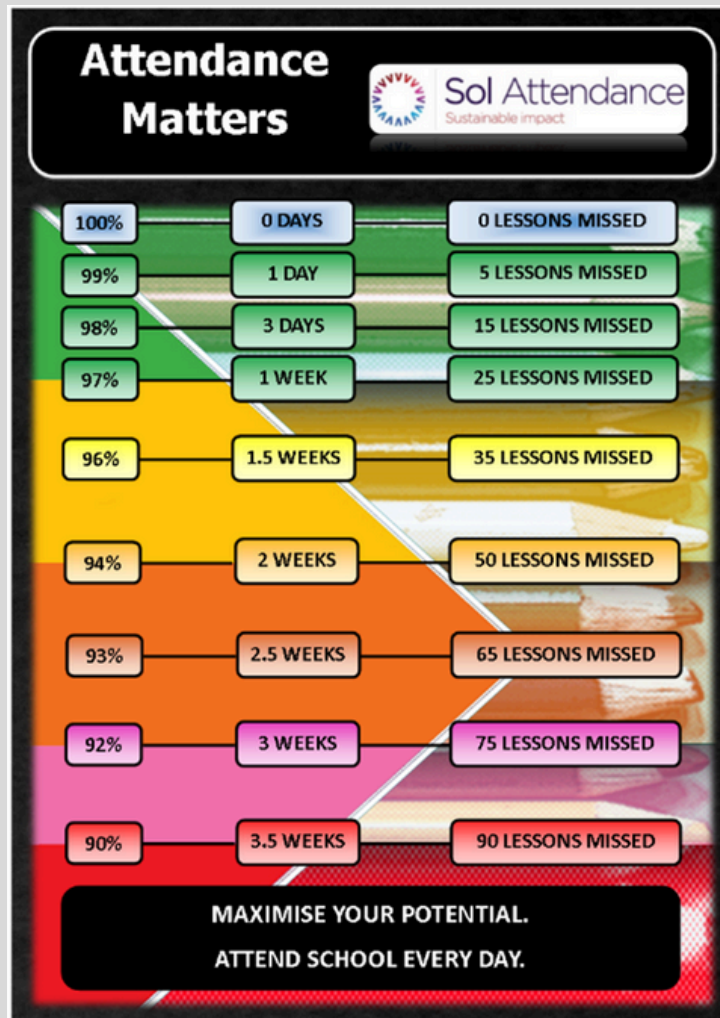 Attendance
Matters
Sol Attendance
Sustainable impact
100% 0 DAYS 0 LESSONS MISSED
99% 1 DAY 5 LESSONS MISSED
98% 3 DAYS 15 LESSONS MISSED
97% 1 WEEK 25 LESSONS MISSED
96% 1.5 WEEKS 35 LESSONS MISSED
94% 2 WEEKS 50 LESSONS MISSED
93% 2.5 WEEKS 65 LESSONS MISSED
92% 3 WEEKS 75 LESSONS MISSED
90% 3.5 WEEKS 90 LESSONS MISSED
MAXIMISE YOUR POTENTIAL.
ATTEND SCHOOL EVERY DAY.